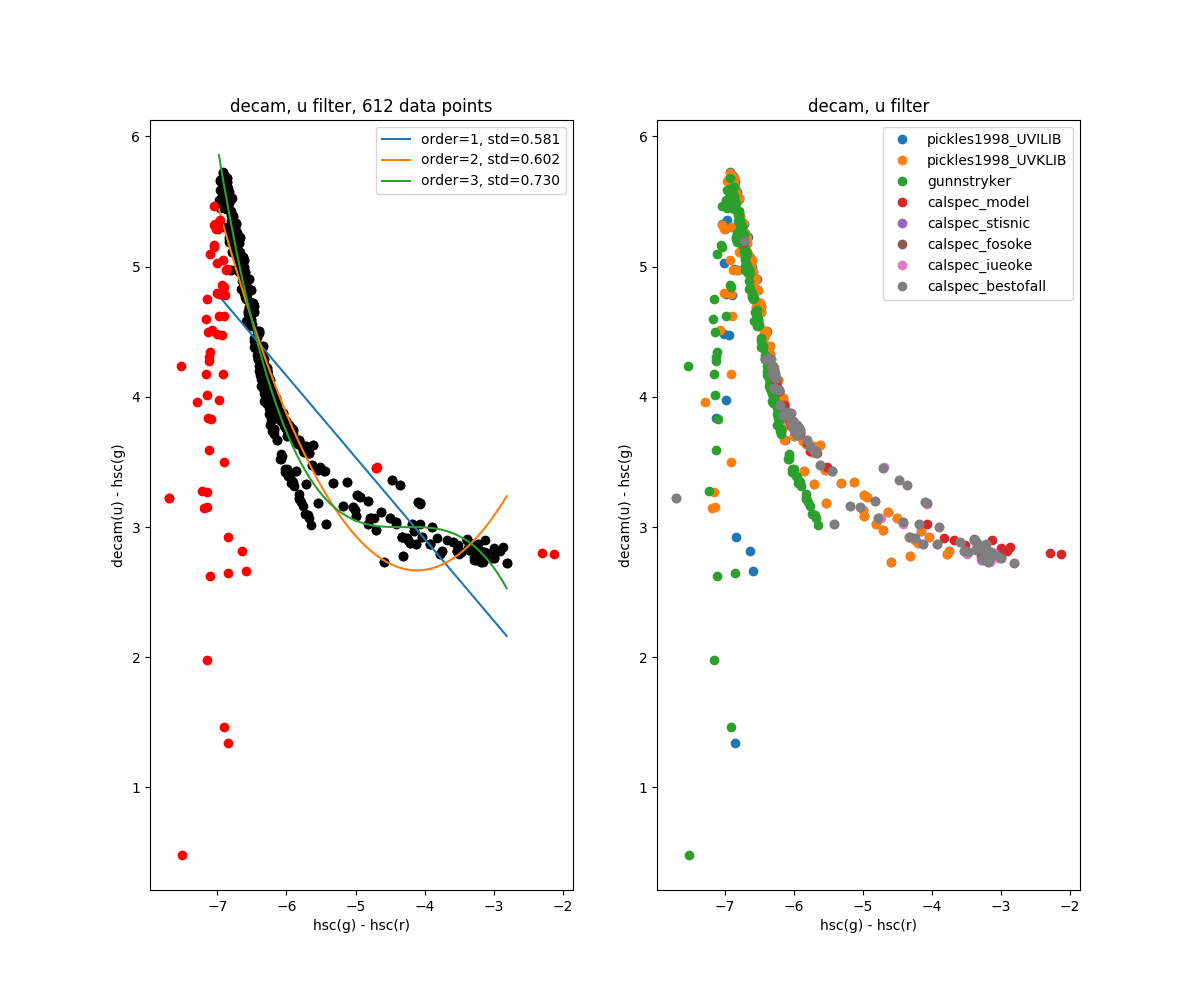 decam, u filter, 612 data points
order=1, std=0.581
order=2, std=0.602
order=3, std=0.730
6
5
4
3
2
1
decam(u) - hsc(g)
−7
−6
−5
−4
−3
−2
hsc(g) - hsc(r)
decam, u filter
pickles1998_UVILIB
pickles1998_UVKLIB
gunnstryker
calspec_model
calspec_stisnic
calspec_fosoke
calspec_iueoke
calspec_bestofall
6
5
4
3
2
1
decam(u) - hsc(g)
−7
−6
−5
−4
−3
−2
hsc(g) - hsc(r)